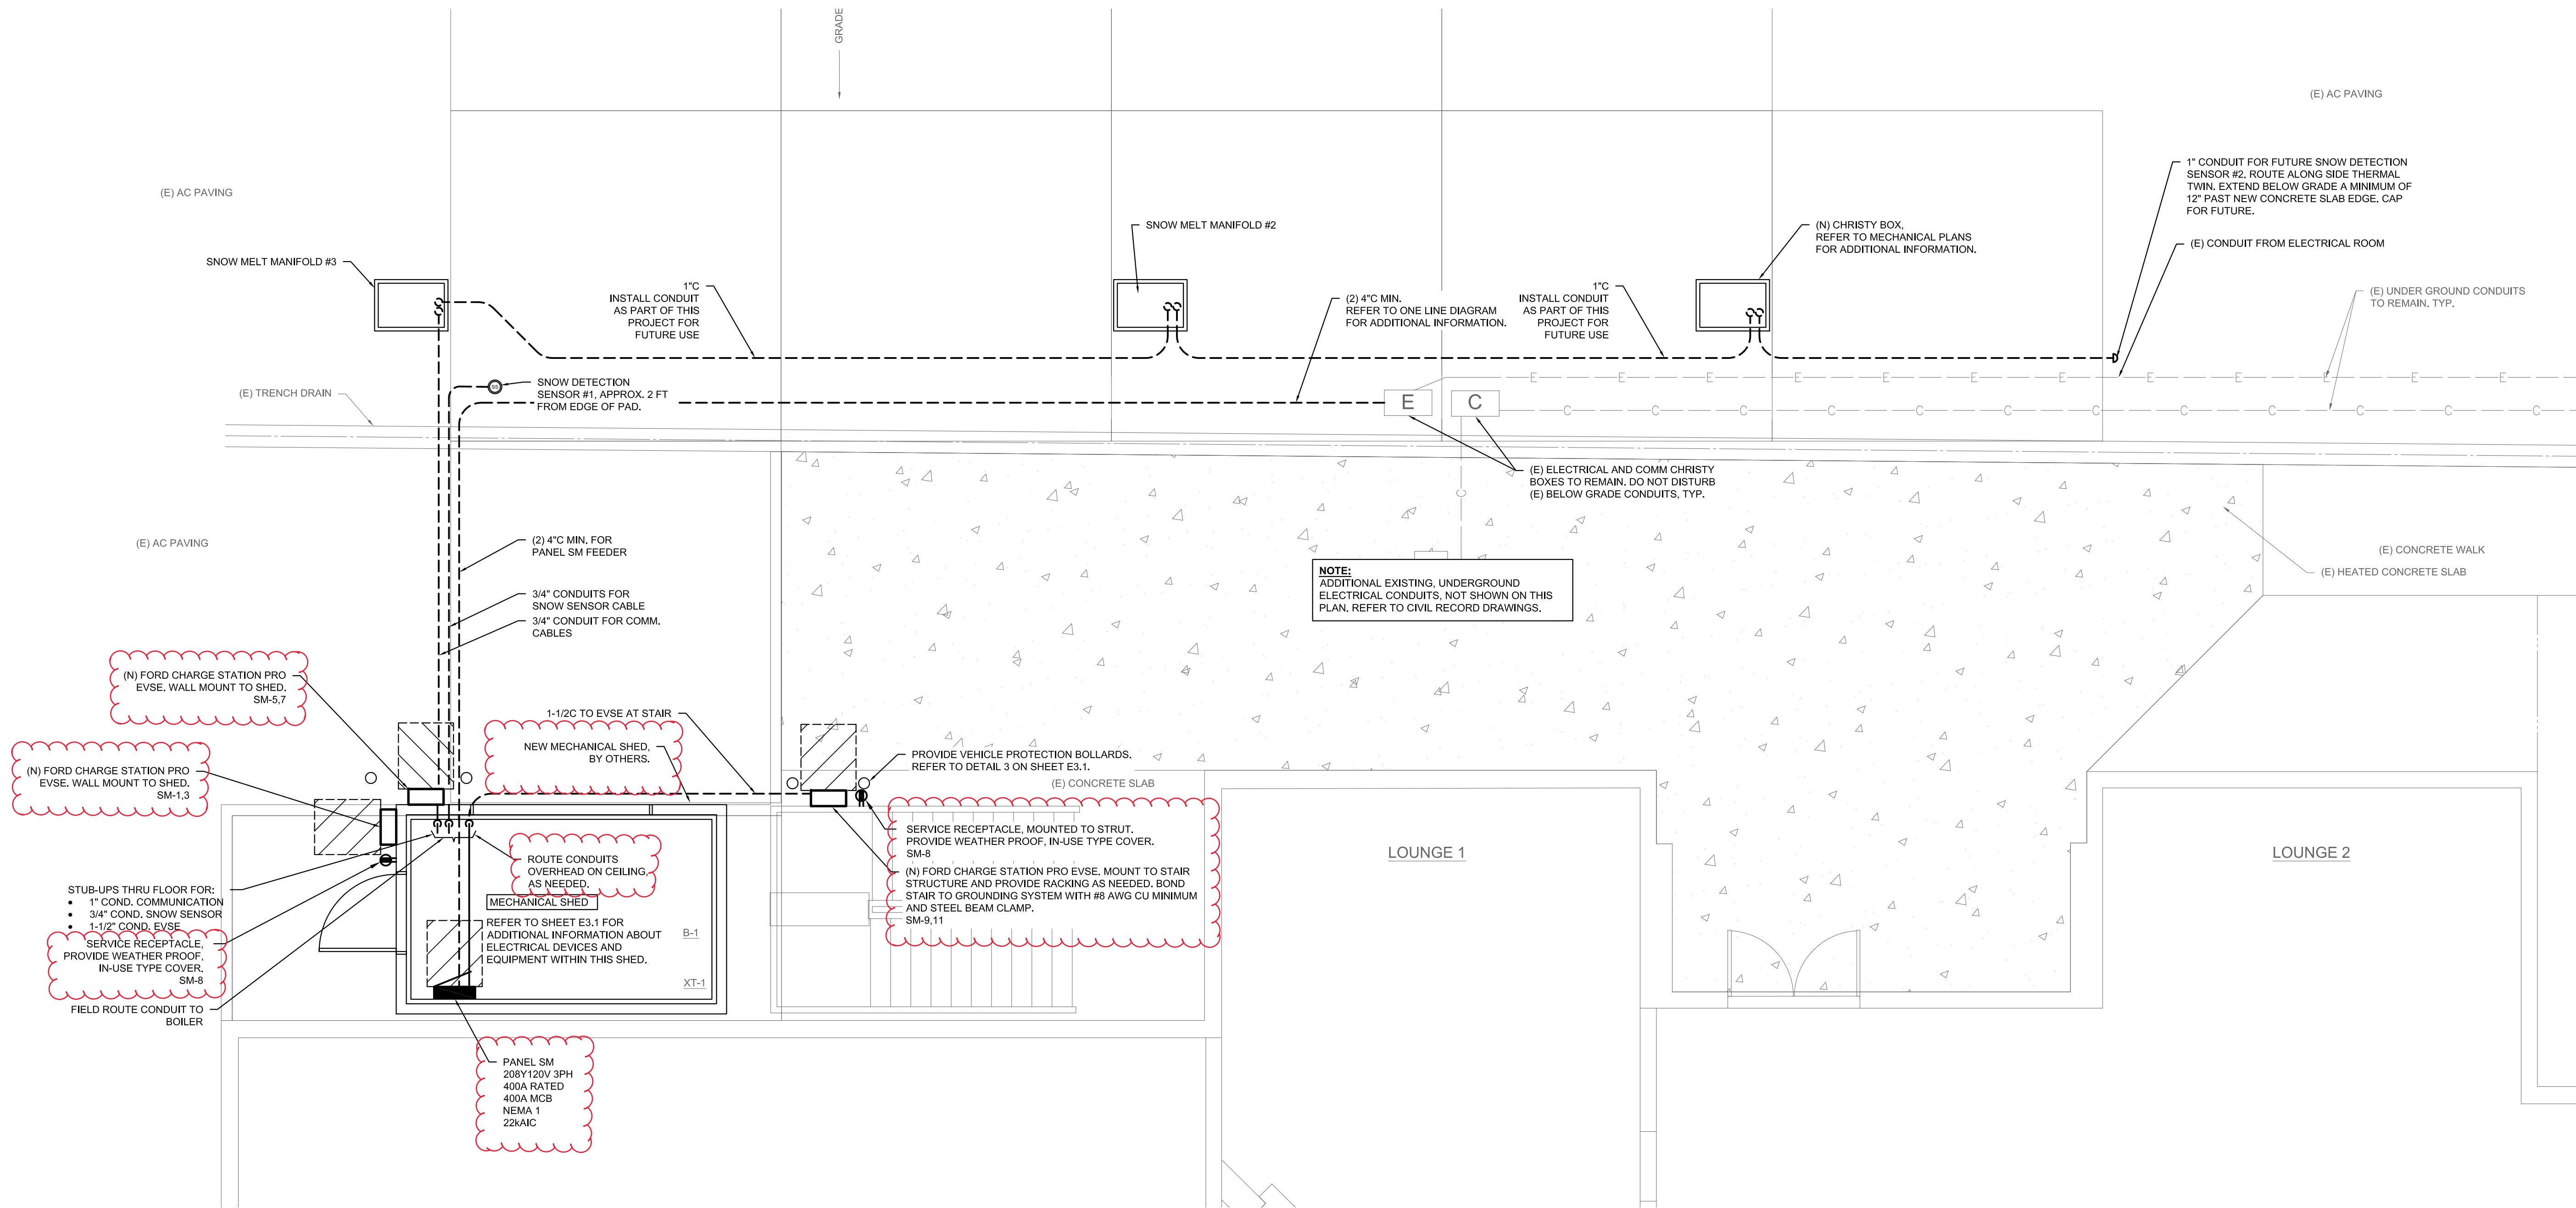 GRADE
(E) AC PAVING
(E) AC PAVING
1" CONDUIT FOR FUTURE SNOW DETECTION
SENSOR #2. ROUTE ALONG SIDE THERMAL
TWIN. EXTEND BELOW GRADE A MINIMUM OF
12" PAST NEW CONCRETE SLAB EDGE. CAP
FOR FUTURE.
SNOW MELT MANIFOLD #2
(N) CHRISTY BOX,
REFER TO MECHANICAL PLANS
FOR ADDITIONAL INFORMATION.
(E) CONDUIT FROM ELECTRICAL ROOM
SNOW MELT MANIFOLD #3
1"C
INSTALL CONDUIT
AS PART OF THIS
PROJECT FOR
FUTURE USE
(2) 4"C MIN.
REFER TO ONE LINE DIAGRAM
FOR ADDITIONAL INFORMATION.
1"C
INSTALL CONDUIT
AS PART OF THIS
PROJECT FOR
FUTURE USE
(E) UNDER GROUND CONDUITS
TO REMAIN. TYP.
SS
SNOW DETECTION
SENSOR #1, APPROX. 2 FT
FROM EDGE OF PAD.
(E) TRENCH DRAIN
E E E E E E E E E E E E
E
C
C C C C C C C C C C C C
C
(E) ELECTRICAL AND COMM CHRISTY
BOXES TO REMAIN. DO NOT DISTURB
(E) BELOW GRADE CONDUITS, TYP.
(E) AC PAVING
(2) 4"C MIN. FOR
PANEL SM FEEDER
(E) CONCRETE WALK
(E) HEATED CONCRETE SLAB
NOTE:
ADDITIONAL EXISTING, UNDERGROUND
ELECTRICAL CONDUITS, NOT SHOWN ON THIS
PLAN. REFER TO CIVIL RECORD DRAWINGS.
3/4" CONDUITS FOR
SNOW SENSOR CABLE
3/4" CONDUIT FOR COMM.
CABLES
(N) FORD CHARGE STATION PRO
EVSE. WALL MOUNT TO SHED.
SM-5,7
1-1/2C TO EVSE AT STAIR
NEW MECHANICAL SHED,
BY OTHERS.
PROVIDE VEHICLE PROTECTION BOLLARDS.
REFER TO DETAIL 3 ON SHEET E3.1.
(N) FORD CHARGE STATION PRO
EVSE. WALL MOUNT TO SHED.
SM-1,3
(E) CONCRETE SLAB
SERVICE RECEPTACLE, MOUNTED TO STRUT.
PROVIDE WEATHER PROOF, IN-USE TYPE COVER.
SM-8
(N) FORD CHARGE STATION PRO EVSE. MOUNT TO STAIR
STRUCTURE AND PROVIDE RACKING AS NEEDED. BOND
STAIR TO GROUNDING SYSTEM WITH #8 AWG CU MINIMUM
AND STEEL BEAM CLAMP.
SM-9,11
LOUNGE 1
LOUNGE 2
ROUTE CONDUITS
OVERHEAD ON CEILING,
AS NEEDED.
MECHANICAL SHED
REFER TO SHEET E3.1 FOR
ADDITIONAL INFORMATION ABOUT
ELECTRICAL DEVICES AND
EQUIPMENT WITHIN THIS SHED.
B-1
XT-1
STUB-UPS THRU FLOOR FOR:
• 1" COND. COMMUNICATION
• 3/4" COND. SNOW SENSOR
• 1-1/2" COND. EVSE
SERVICE RECEPTACLE,
PROVIDE WEATHER PROOF,
IN-USE TYPE COVER.
SM-8
FIELD ROUTE CONDUIT TO
BOILER
PANEL SM
208Y120V 3PH
400A RATED
400A MCB
NEMA 1
22kAIC